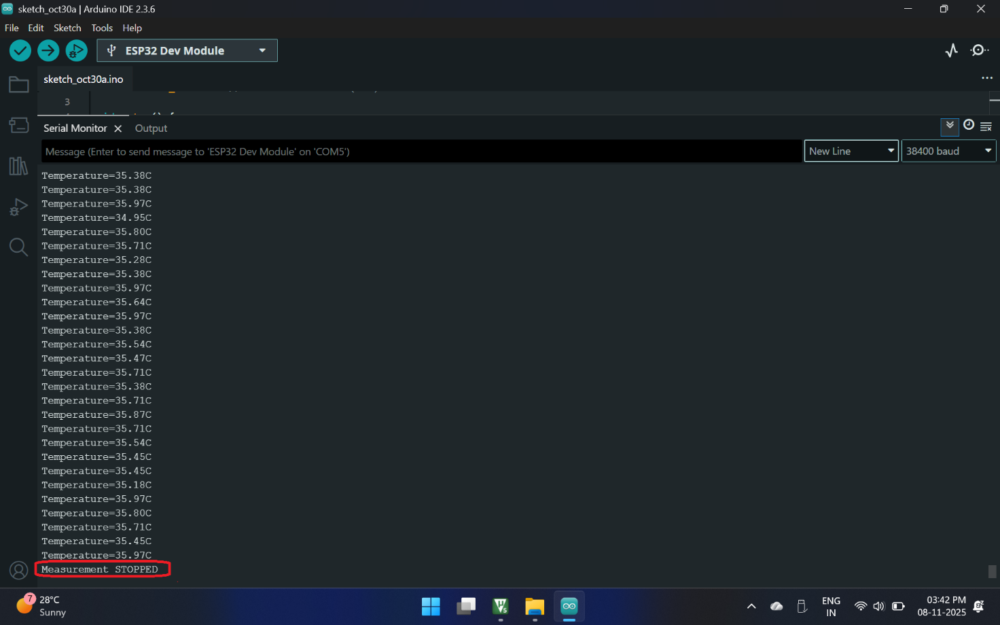 sketch_oct30a | Arduino IDE 2.3.6
File Edit Sketch Tools Help
ESP32 Dev Module
sketch_oct30a.ino
3
Serial Monitor Output
Message (Enter to send message to 'ESP32 Dev Module' on 'COM5')
New Line
38400 baud
Temperature=35.38C
Temperature=35.38C
Temperature=35.97C
Temperature=34.95C
Temperature=35.80C
Temperature=35.71C
Temperature=35.28C
Temperature=35.38C
Temperature=35.97C
Temperature=35.64C
Temperature=35.97C
Temperature=35.38C
Temperature=35.54C
Temperature=35.47C
Temperature=35.71C
Temperature=35.38C
Temperature=35.71C
Temperature=35.87C
Temperature=35.71C
Temperature=35.54C
Temperature=35.45C
Temperature=35.45C
Temperature=35.18C
Temperature=35.97C
Temperature=35.80C
Temperature=35.71C
Temperature=35.45C
Temperature=35.97C
Measurement STOPPED
7
28°C
Sunny
ENG
IN
03:42 PM
08-11-2025